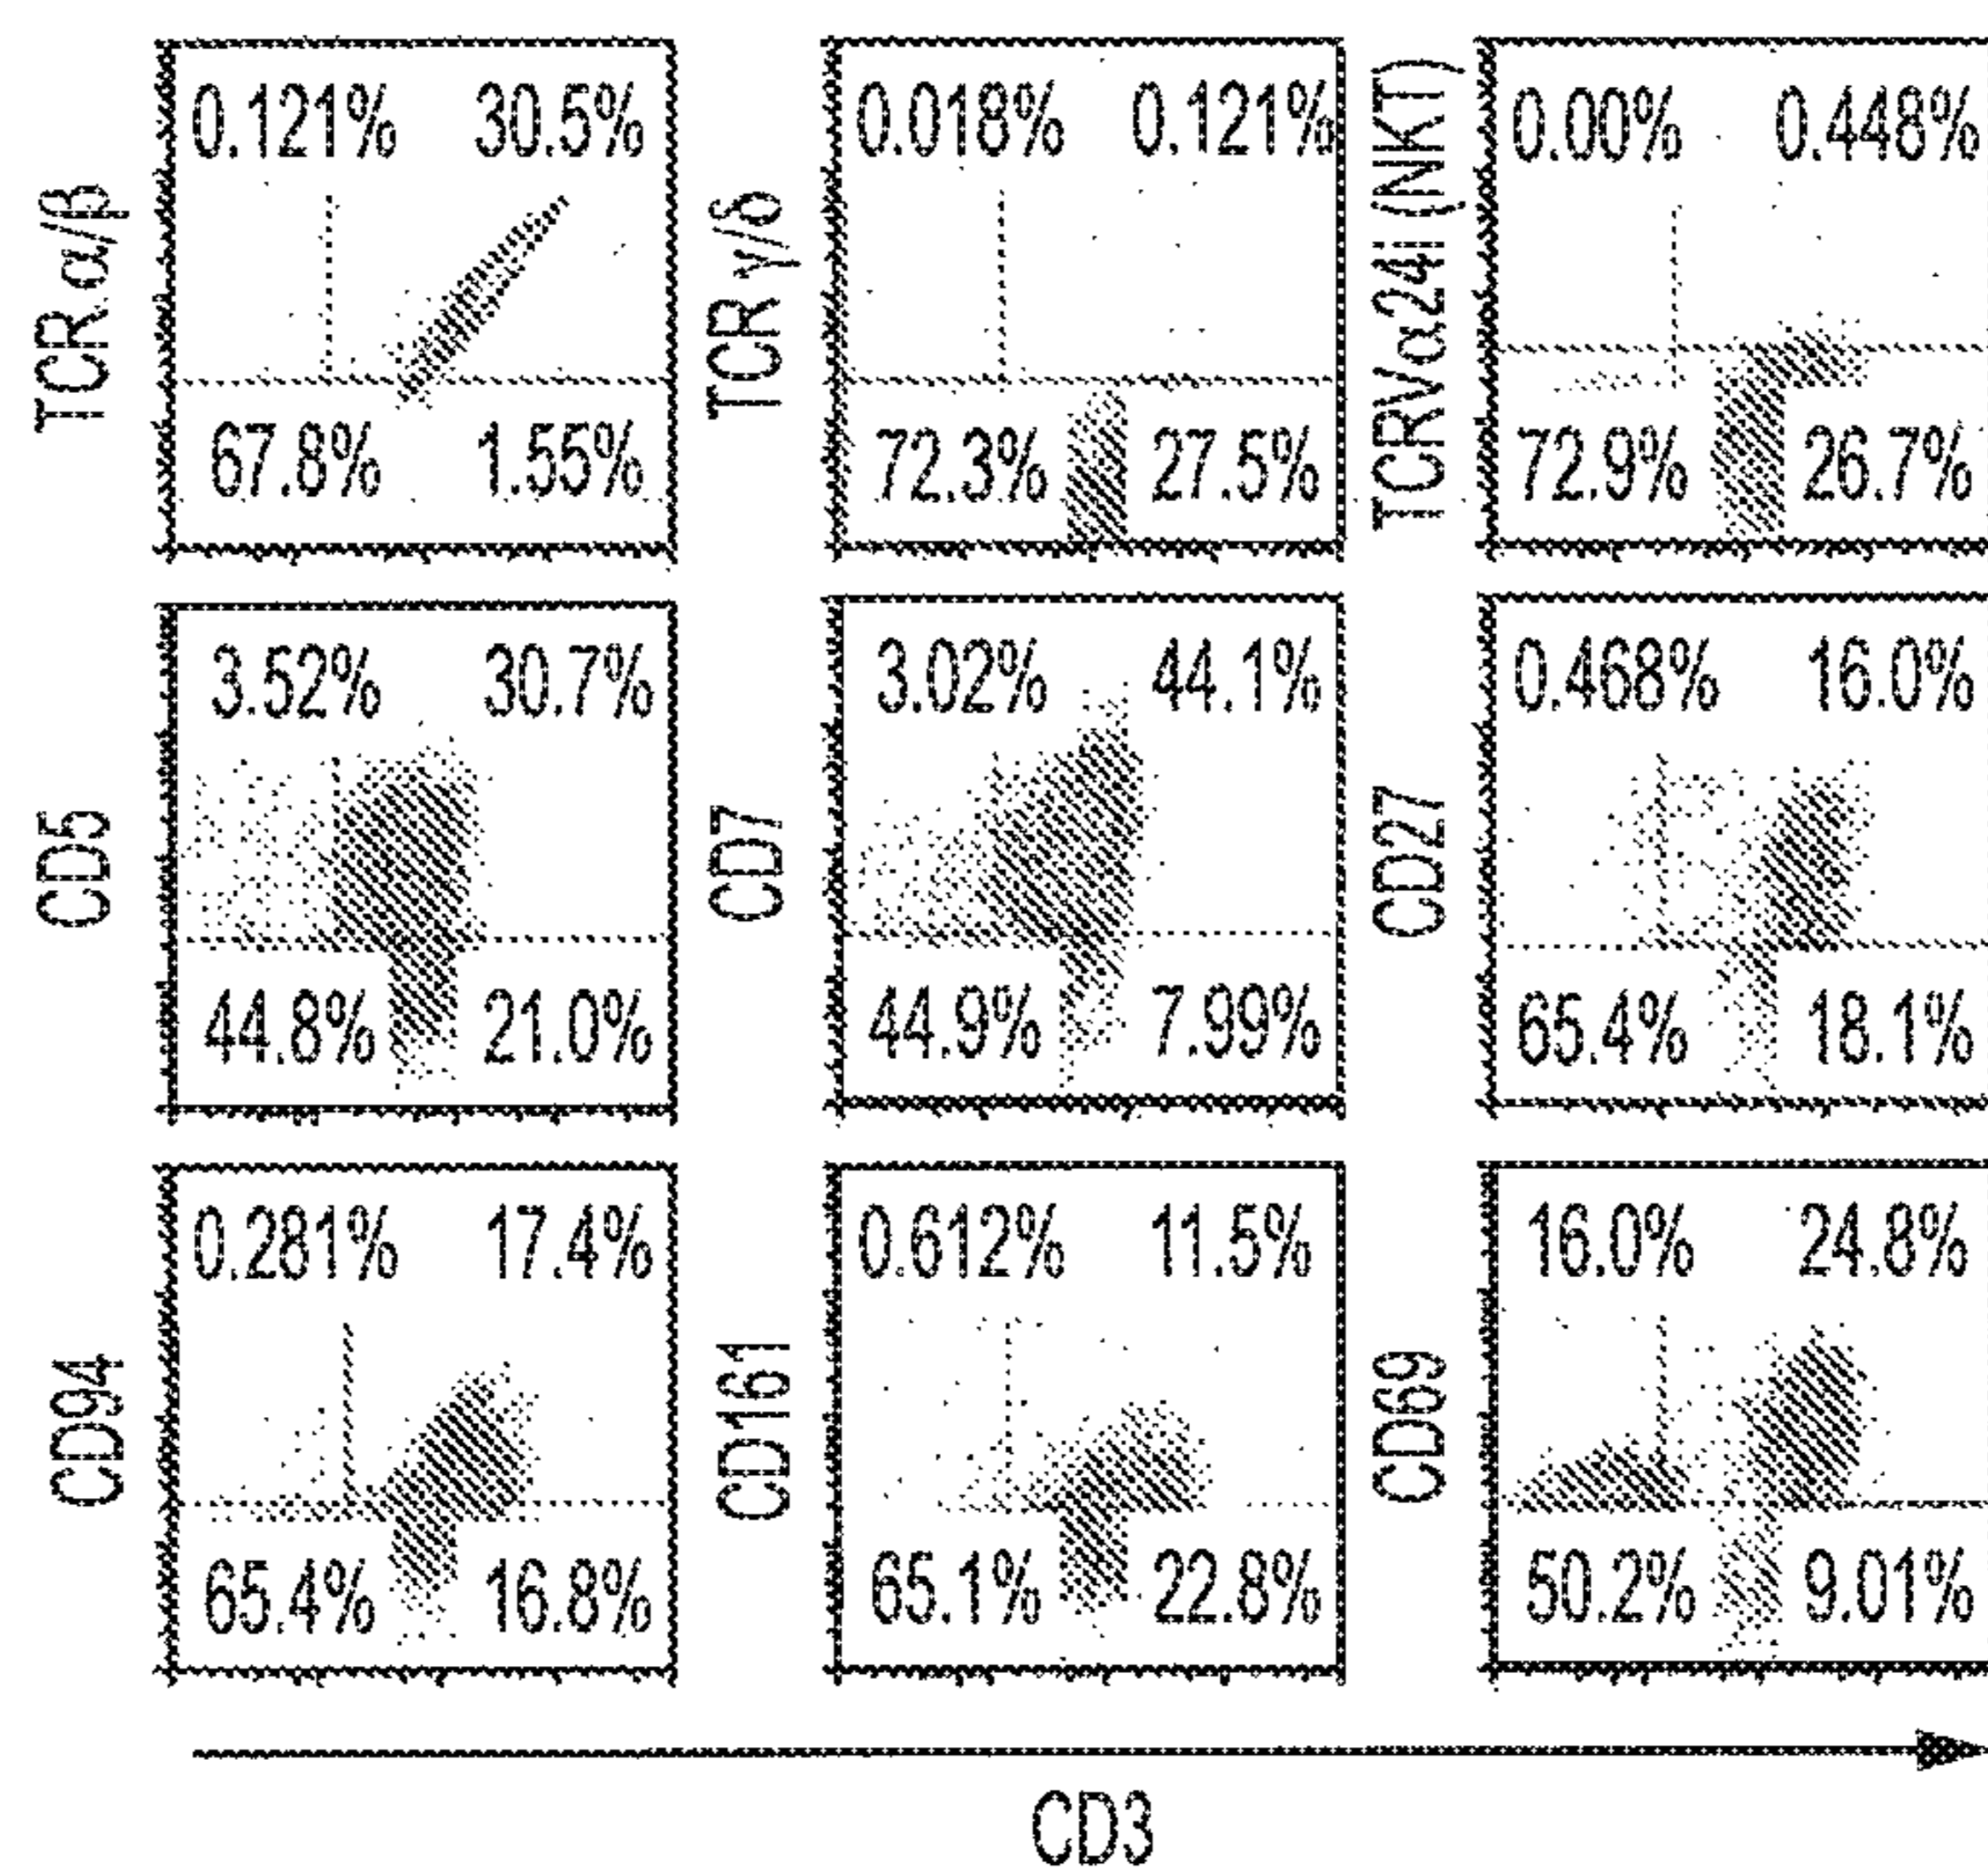 TCR α/β
0.121% 30.5%
67.8% 1.55%
TCR γ/δ
0.018% 0.121%
72.3% 27.5%
TCRVα24i (NKT)
0.00% 0.448%
72.9% 26.7%
CD5
3.52% 30.7%
44.8% 21.0%
CD7
3.02% 44.1%
44.9% 7.99%
CD27
0.468% 16.0%
65.4% 18.1%
CD94
0.281% 17.4%
65.4% 16.8%
CD161
0.612% 11.5%
65.1% 22.8%
CD69
16.0% 24.8%
50.2% 9.01%
CD3